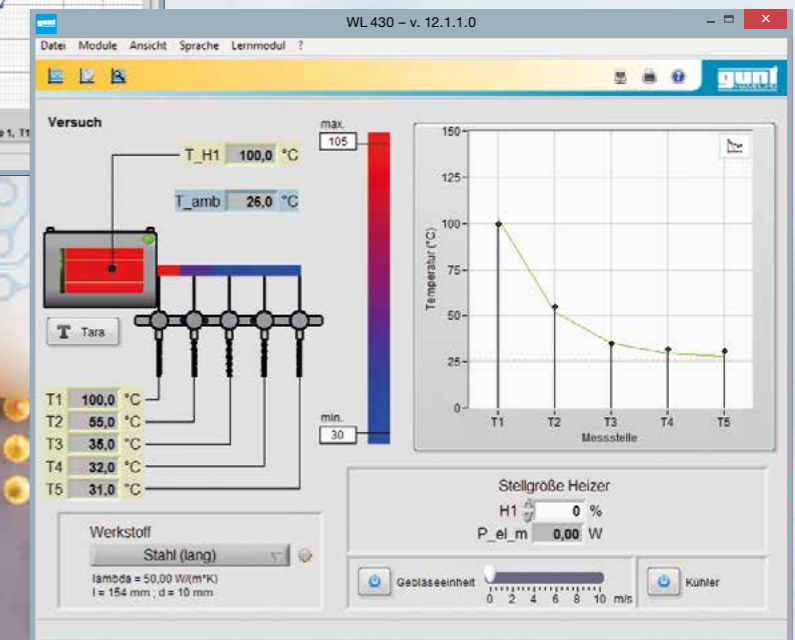 WL 430 – v. 12.1.1.0
gunt
Datei Module Ansicht Sprache Lernmodul ?
gunt
Versuch
T_H1 100,0 °C
T_amb 26,0 °C
T Tara
T1 100,0 °C
T2 55,0 °C
T3 35,0 °C
T4 32,0 °C
T5 31,0 °C
max.
105
min.
30
Temperatur (°C)
150
125
100
75
50
25
0
T1 T2 T3 T4 T5
Messstelle
Werkstoff
Stahl (lang)
lambda = 50,00 W/(m*K)
l = 154 mm ; d = 10 mm
Stellgröße Heizer
H1 0 %
P_el_m 0,00 W
Gebläseeinheit
0 2 4 6 8 10 m/s
Kühler
e 1, T1